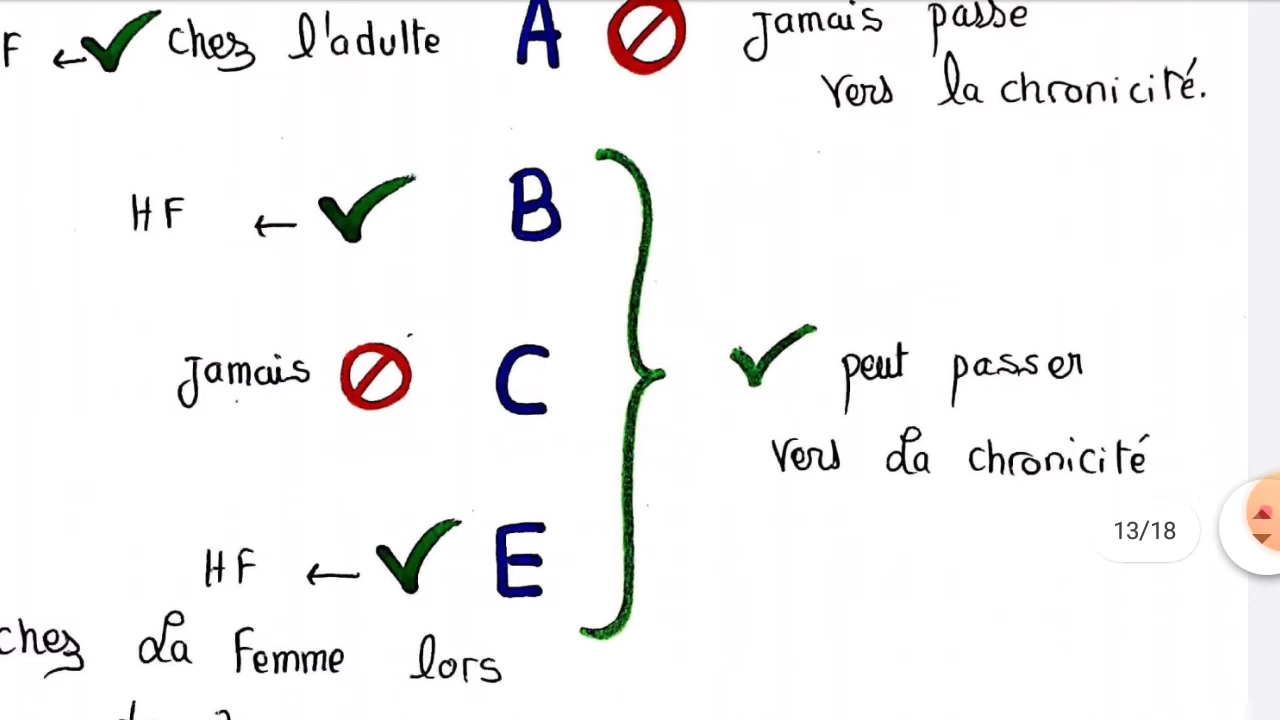 F ← chez l'adulte A jamais passe
vers la chronicité.
HF ← B
Jamais C peut passer
vers La chronicité
13/18
HF ← E
chez La Femme lors